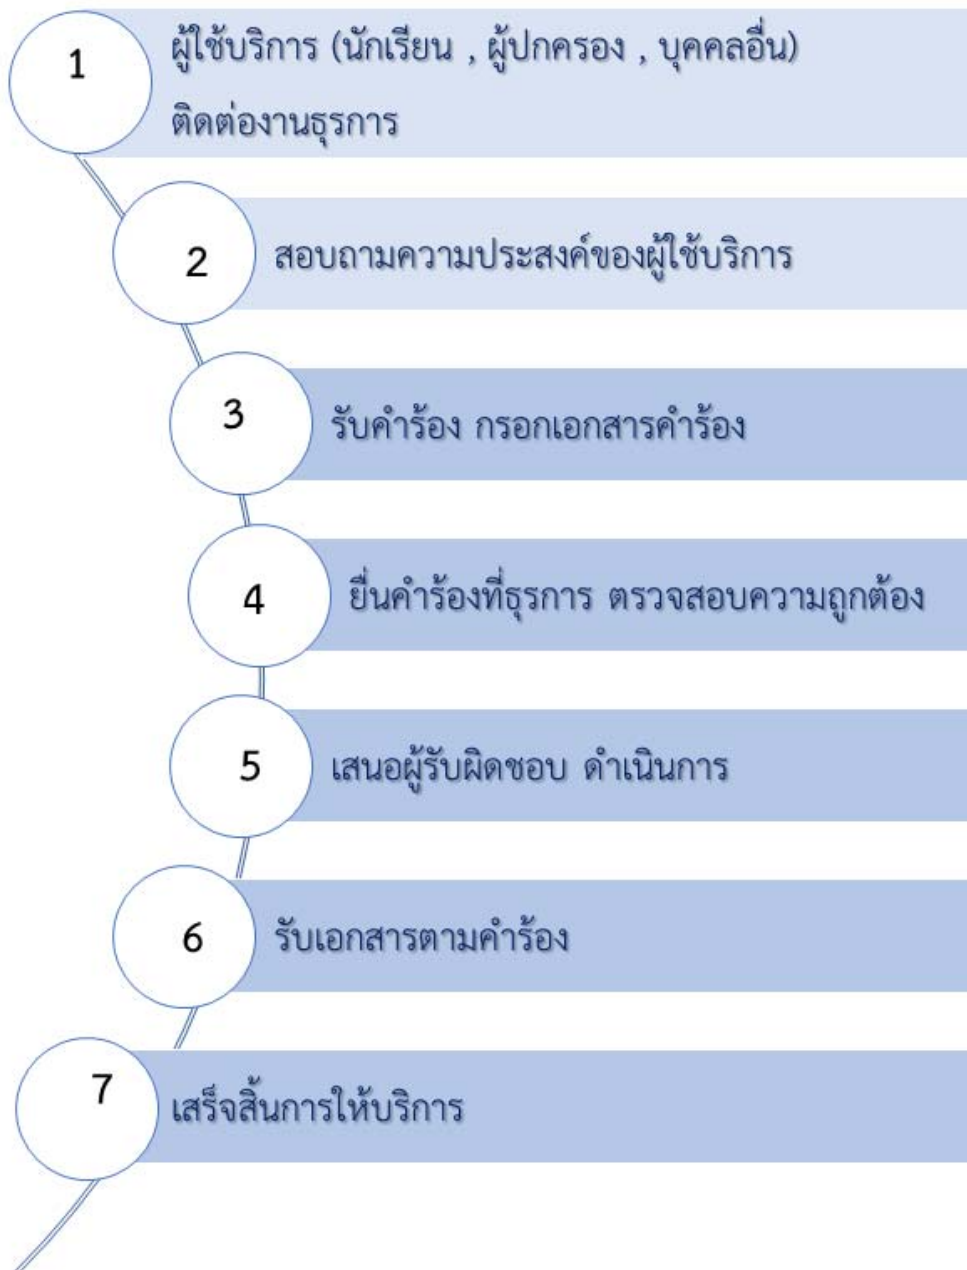 1
ผู้ใช้บริการ (นักเรียน , ผู้ปกครอง , บุคคลอื่น)
ติดต่องานธุรการ
2
สอบถามความประสงค์ของผู้ใช้บริการ
3
รับคำร้อง กรอกเอกสารคำร้อง
4
ยื่นคำร้องที่ธุรการ ตรวจสอบความถูกต้อง
5
เสนอผู้รับผิดชอบ ดำเนินการ
6
รับเอกสารตามคำร้อง
7
เสร็จสิ้นการให้บริการ